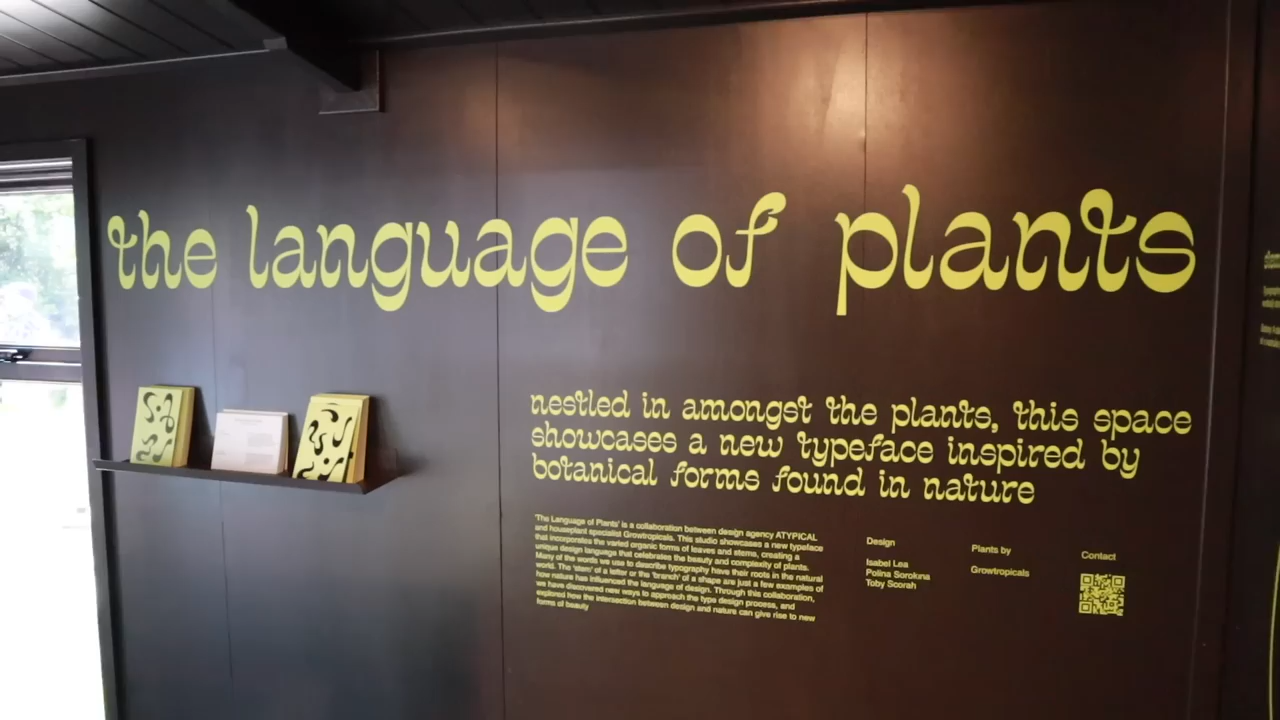 the language of plants
nestled in amongst the plants, this space
showcases a new typeface inspired by
botanical forms found in nature
'The Language of Plants' is a collaboration between design agency ATYPICAL
and houseplant specialist Growtropicals. This studio showcases a new typeface
that incorporates the varied organic forms of leaves and stems, creating a
unique design language that celebrates the beauty and complexity of plants.
Many of the words we use to describe typography have their roots in the natural
world. The 'stem' of a letter or the 'branch' of a shape are just a few examples of
how nature has influenced the language of design. Through this collaboration,
we have discovered new ways to approach the type design process, and
explored how the intersection between design and nature can give rise to new
forms of beauty
Design
Isabel Lea
Polina Sorokina
Toby Scorah
Plants by
Growtropicals
Contact